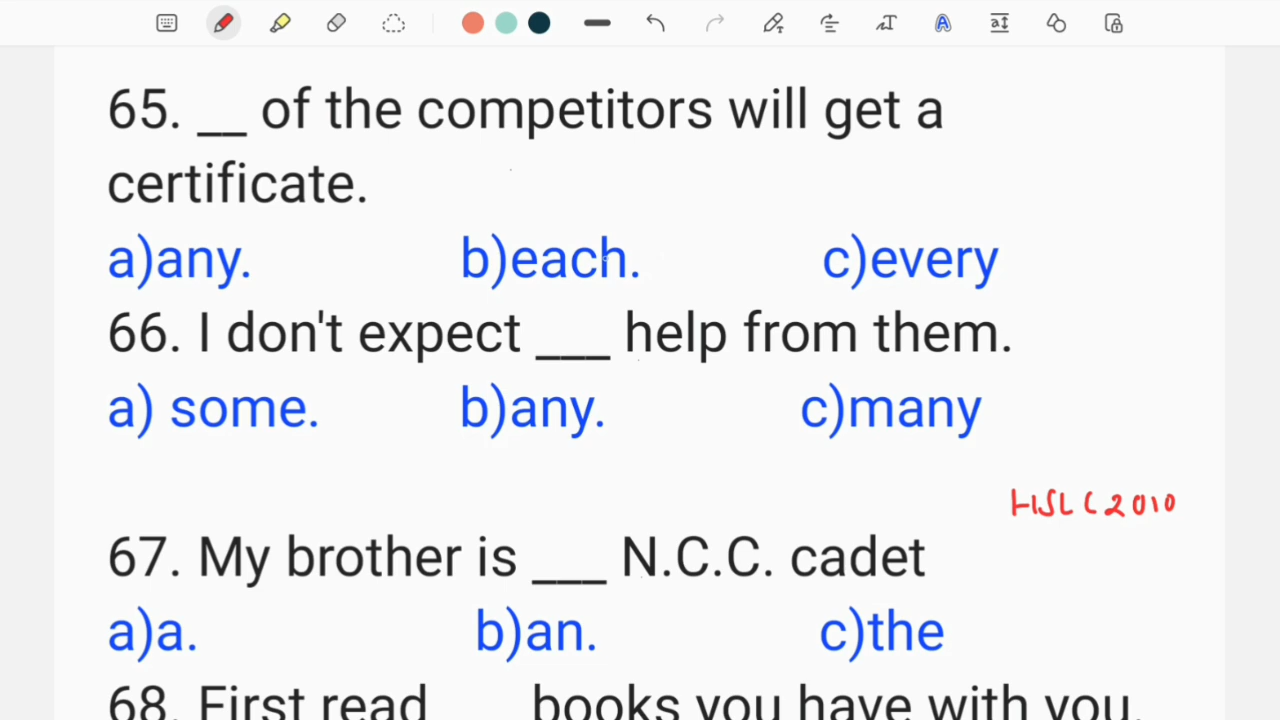 65. __ of the competitors will get a
certificate.
a)any. b)each. c)every
66. I don't expect ___ help from them.
a) some. b)any. c)many
HSLC 2010
67. My brother is ___ N.C.C. cadet
a)a. b)an. c)the
68. First read ___ books you have with you.